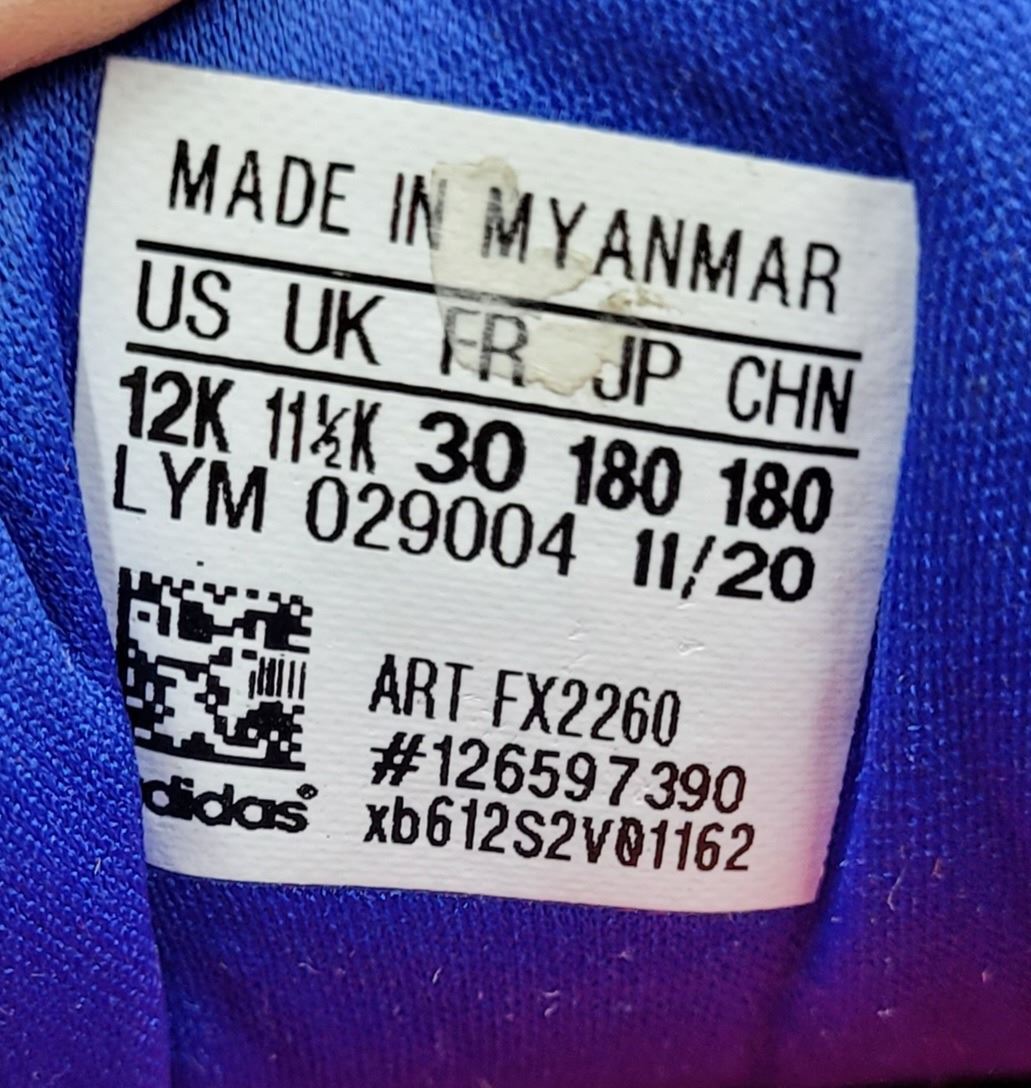 MADE IN MYANMAR
US UK FR JP CHN
12K 11½K 30 180 180
LYM 029004 11/20
ART FX2260
#126597390
adidas® xb612S2V01162